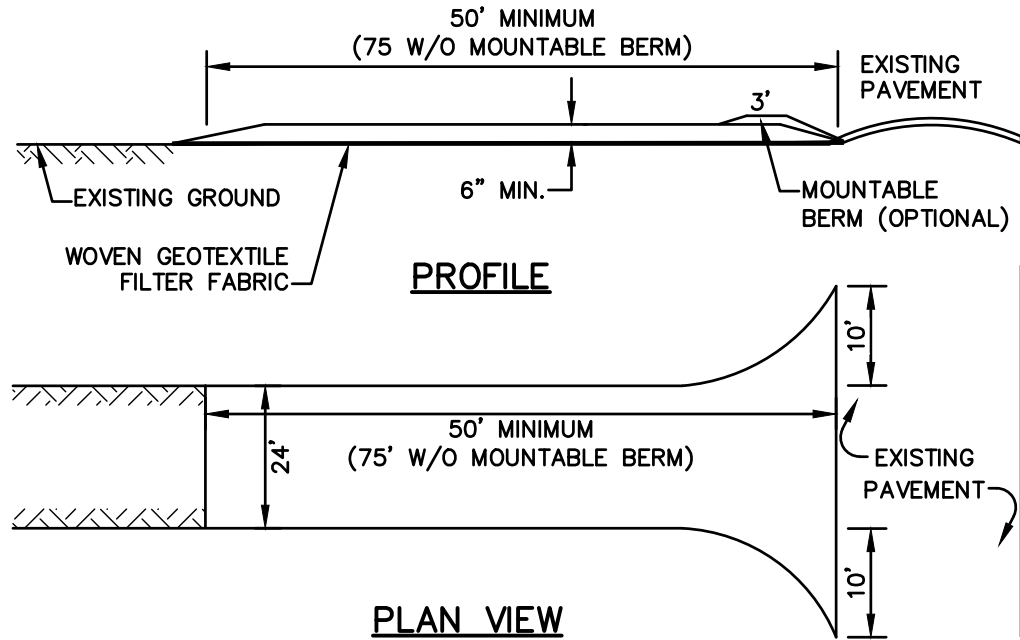 50' MINIMUM
(75 W/O MOUNTABLE BERM)
EXISTING
PAVEMENT
3'
EXISTING GROUND
6" MIN.
MOUNTABLE
BERM (OPTIONAL)
WOVEN GEOTEXTILE
FILTER FABRIC
PROFILE
10'
24'
50' MINIMUM
(75' W/O MOUNTABLE BERM)
EXISTING
PAVEMENT
10'
PLAN VIEW